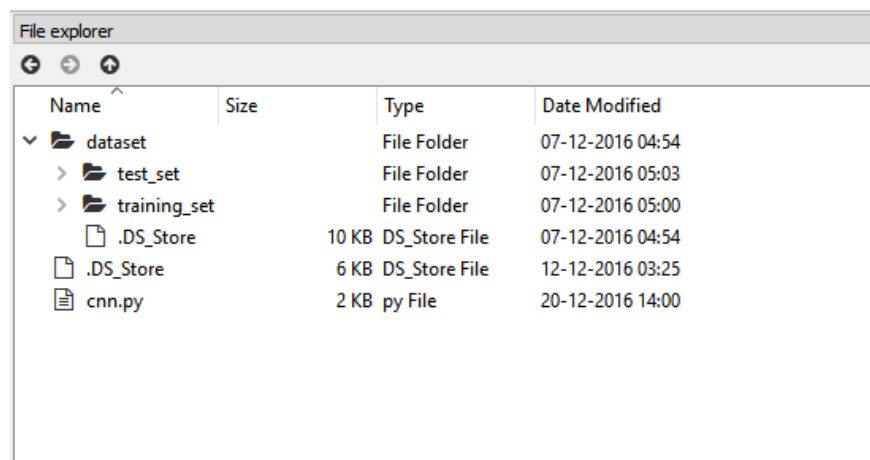 File explorer
Name Size Type Date Modified
dataset File Folder 07-12-2016 04:54
test_set File Folder 07-12-2016 05:03
training_set File Folder 07-12-2016 05:00
.DS_Store 10 KB DS_Store File 07-12-2016 04:54
.DS_Store 6 KB DS_Store File 12-12-2016 03:25
cnn.py 2 KB py File 20-12-2016 14:00